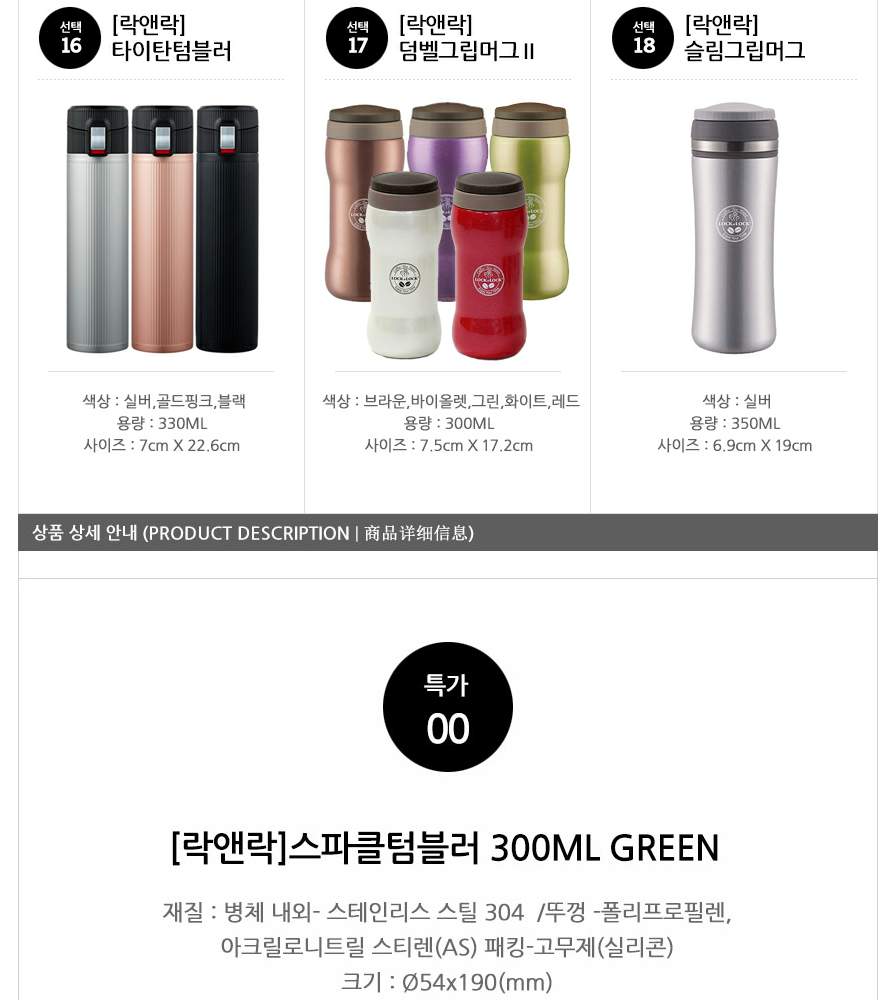 선택
16
[락앤락]
타이탄텀블러
선택
17
[락앤락]
덤벨그립머그Ⅱ
선택
18
[락앤락]
슬림그립머그
LOCK&LOCK
LOCK&LOCK
LOCK&LOCK
색상 : 실버,골드핑크,블랙
용량 : 330ML
사이즈 : 7cm X 22.6cm
색상 : 브라운,바이올렛,그린,화이트,레드
용량 : 300ML
사이즈 : 7.5cm X 17.2cm
색상 : 실버
용량 : 350ML
사이즈 : 6.9cm X 19cm
상품 상세 안내 (PRODUCT DESCRIPTION | 商品详细信息)
특가
00
[락앤락]스파클텀블러 300ML GREEN
재질 : 병체 내외- 스테인리스 스틸 304 /뚜껑 -폴리프로필렌,
아크릴로니트릴 스티렌(AS) 패킹-고무제(실리콘)
크기 : Ø54x190(mm)